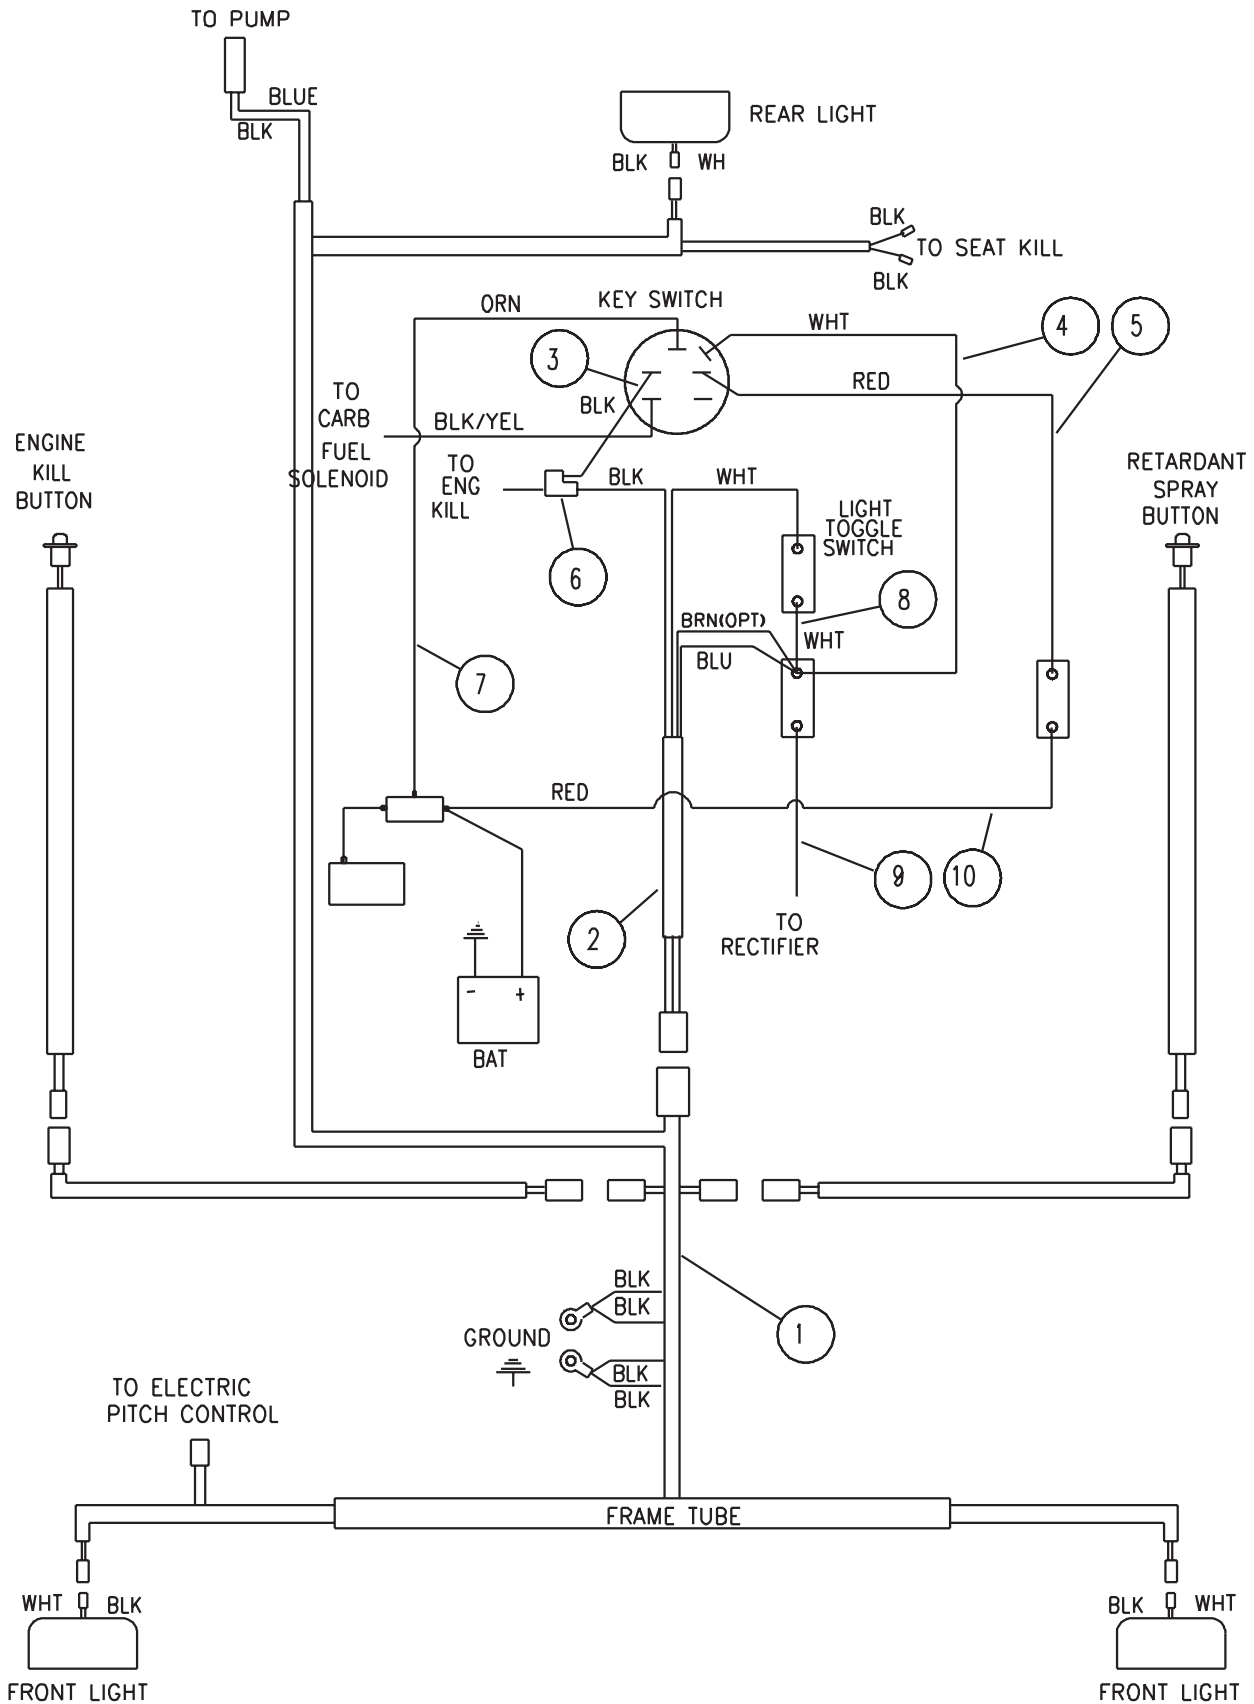 TO PUMP
BLUE
BLK
REAR LIGHT
BLK
WH
BLK
TO SEAT KILL
BLK
ORN
KEY SWITCH
WHT
4
5
3
RED
TO
CARB
FUEL
SOLENOID
BLK
BLK/YEL
ENGINE
KILL
BUTTON
TO
ENG
KILL
BLK
WHT
RETARDANT
SPRAY
BUTTON
LIGHT
TOGGLE
SWITCH
6
8
BRN(OPT)
WHT
BLU
7
RED
9
10
2
TO
RECTIFIER
-
+
BAT
BLK
BLK
GROUND
1
BLK
BLK
TO ELECTRIC
PITCH CONTROL
FRAME TUBE
WHT
BLK
FRONT LIGHT
BLK
WHT
FRONT LIGHT